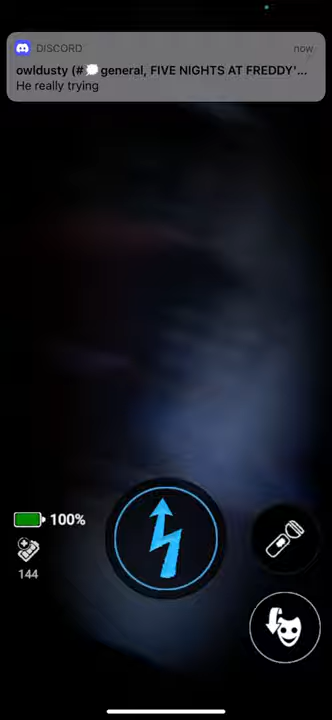 DISCORD
now
owldusty (#💭general, FIVE NIGHTS AT FREDDY'...
He really trying
100%
144